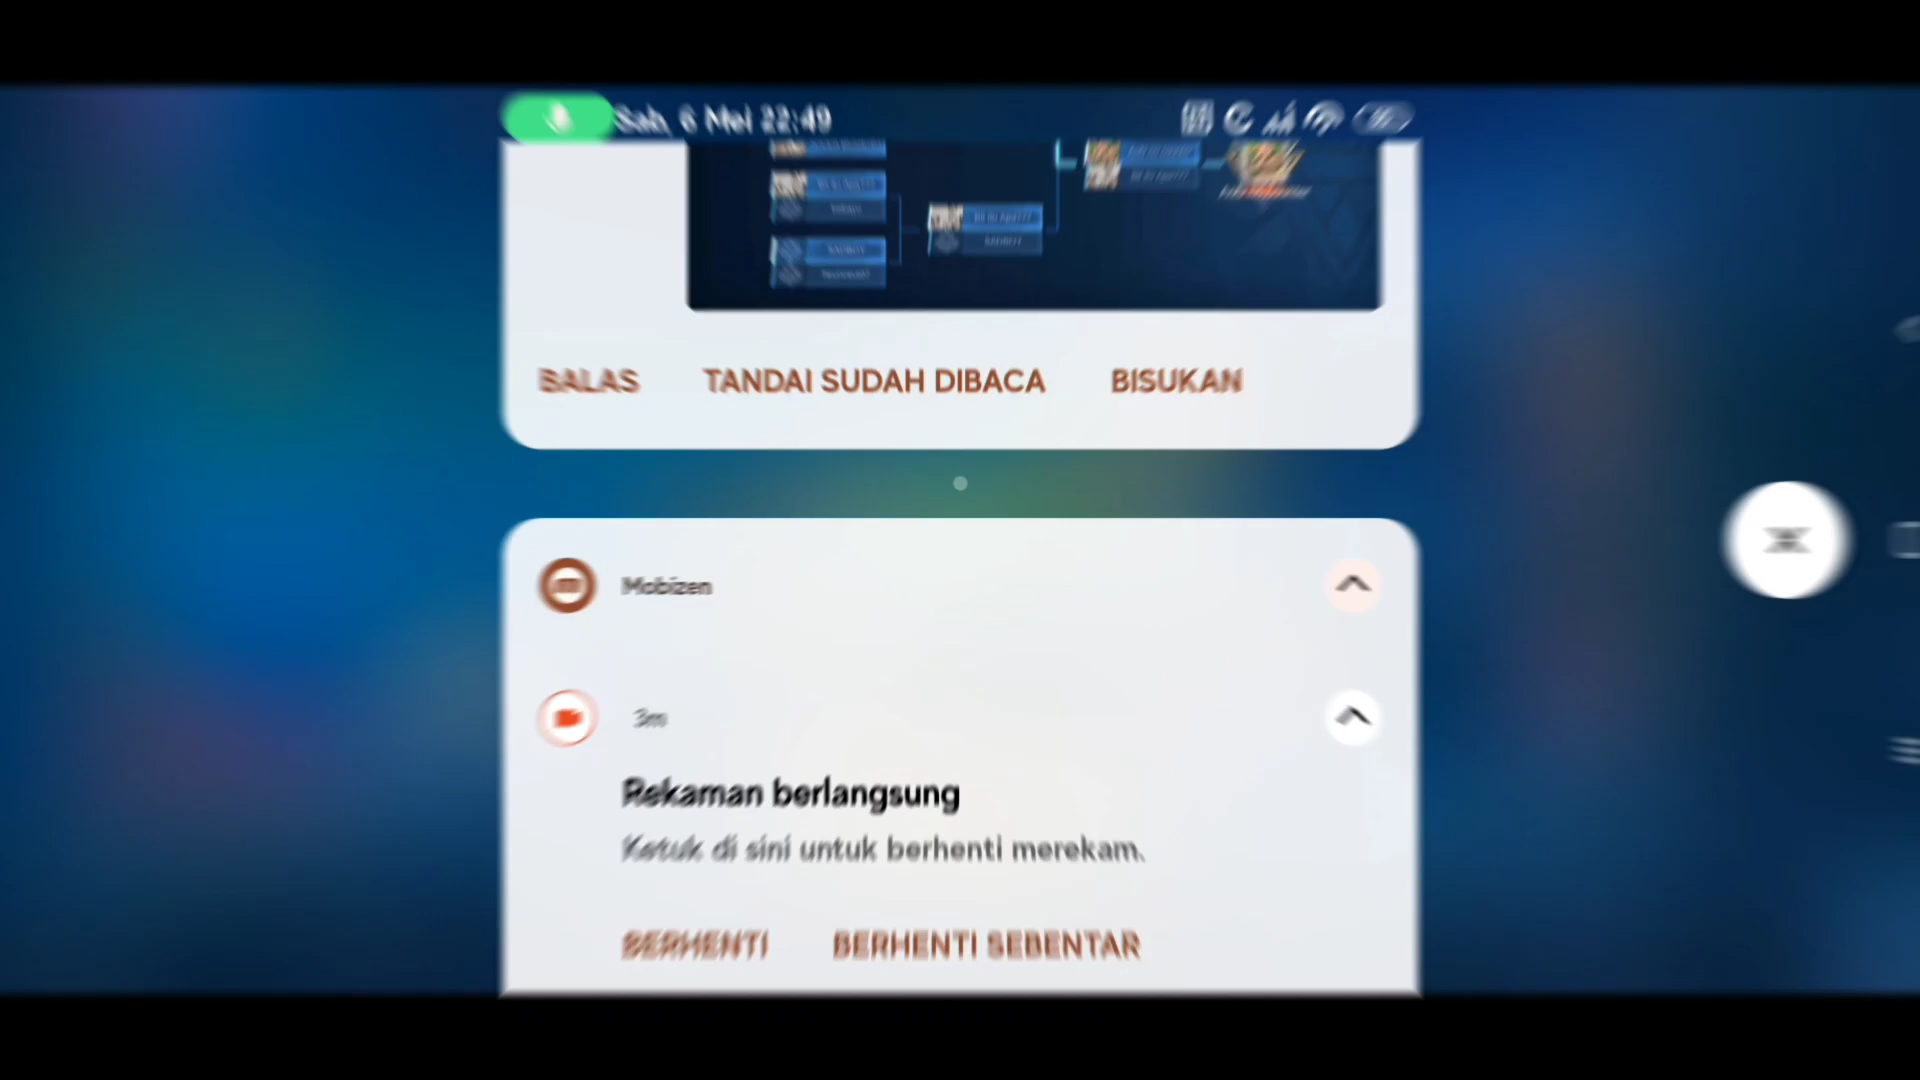 Sab, 6 Mei 22:49
BALAS TANDAI SUDAH DIBACA BISUKAN
Mobizen
3m
Rekaman berlangsung
Ketuk di sini untuk berhenti merekam.
BERHENTI BERHENTI SEBENTAR